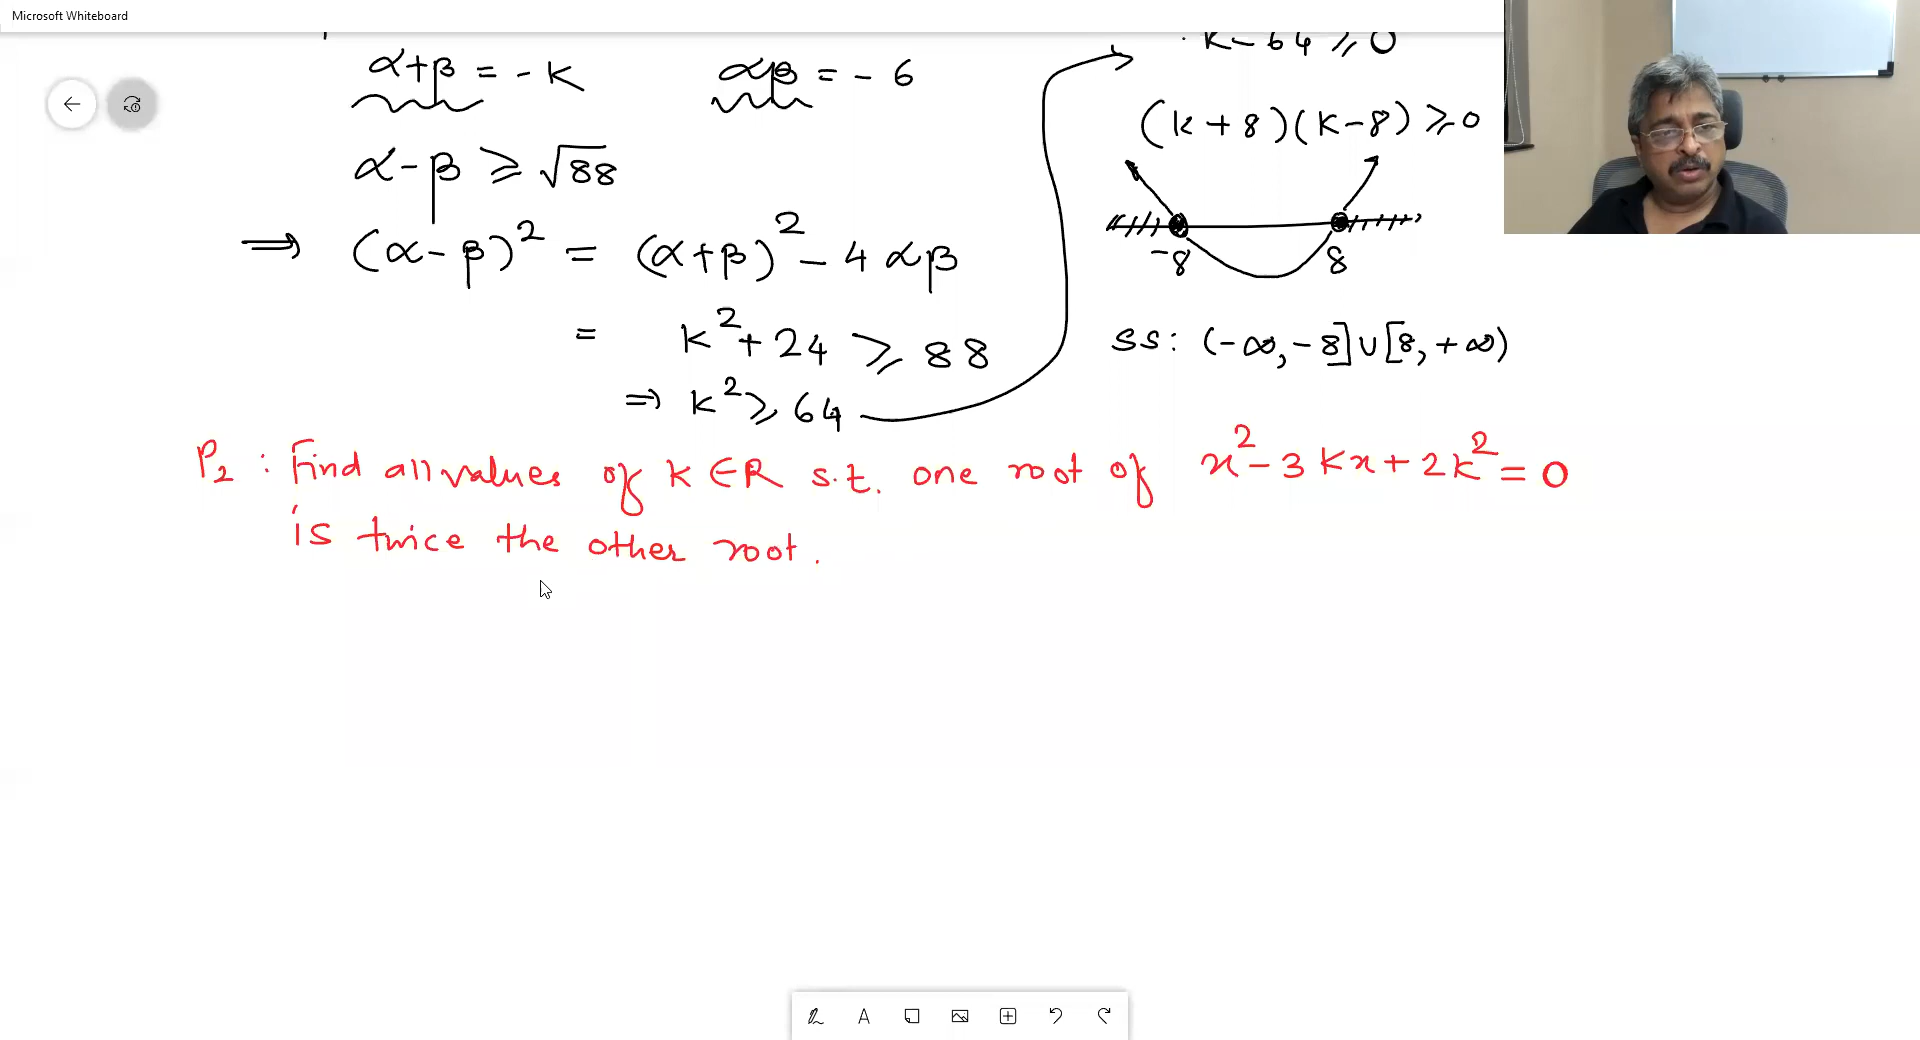 Microsoft Whiteboard
α+β = - K
αβ = - 6
α-β ≥ √88
⇒ (α-β)² = (α+β)² - 4αβ
= K² + 24 ≥ 88
⇒ K² ≥ 64
K - 64 ≥ 0
(K+8)(K-8) ≥ 0
-8 8
SS: (-∞, -8] ∪ [8, +∞)
P₂ : Find all values of K ∈ R s.t. one root of x² - 3Kx + 2K² = 0
is twice the other root.
A